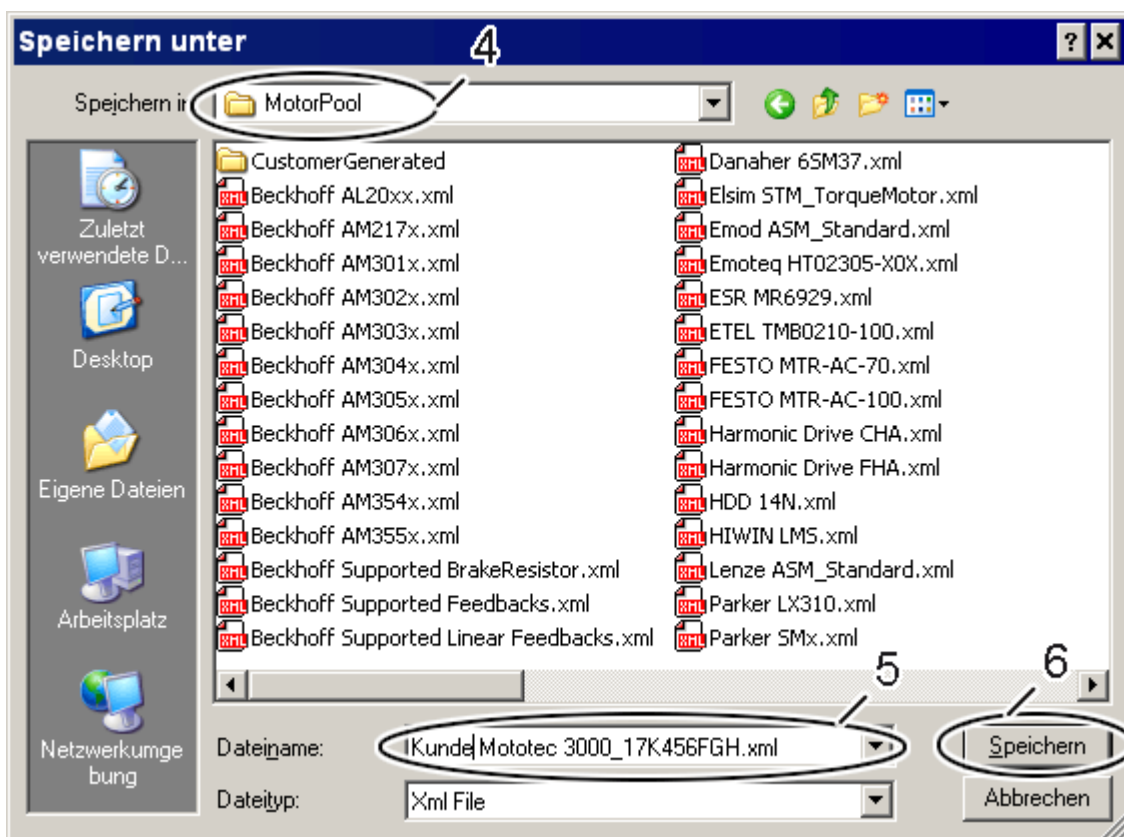 Speichern unter
4
Speichern in
MotorPool
Zuletzt
verwendete D...
Desktop
Eigene Dateien
Arbeitsplatz
Netzwerkumge
bung
CustomerGenerated
Beckhoff AL20xx.xml
Beckhoff AM217x.xml
Beckhoff AM301x.xml
Beckhoff AM302x.xml
Beckhoff AM303x.xml
Beckhoff AM304x.xml
Beckhoff AM305x.xml
Beckhoff AM306x.xml
Beckhoff AM307x.xml
Beckhoff AM354x.xml
Beckhoff AM355x.xml
Beckhoff Supported BrakeResistor.xml
Beckhoff Supported Feedbacks.xml
Beckhoff Supported Linear Feedbacks.xml
Danaher 6SM37.xml
Elsim STM_TorqueMotor.xml
Emod ASM_Standard.xml
Emoteq HT02305-X0X.xml
ESR MR6929.xml
ETEL TMB0210-100.xml
FESTO MTR-AC-70.xml
FESTO MTR-AC-100.xml
Harmonic Drive CHA.xml
Harmonic Drive FHA.xml
HDD 14N.xml
HIWIN LMS.xml
Lenze ASM_Standard.xml
Parker LX310.xml
Parker SMx.xml
5
6
Dateiname:
Kunde Mototec 3000_17K456FGH.xml
Speichern
Dateityp:
Xml File
Abbrechen